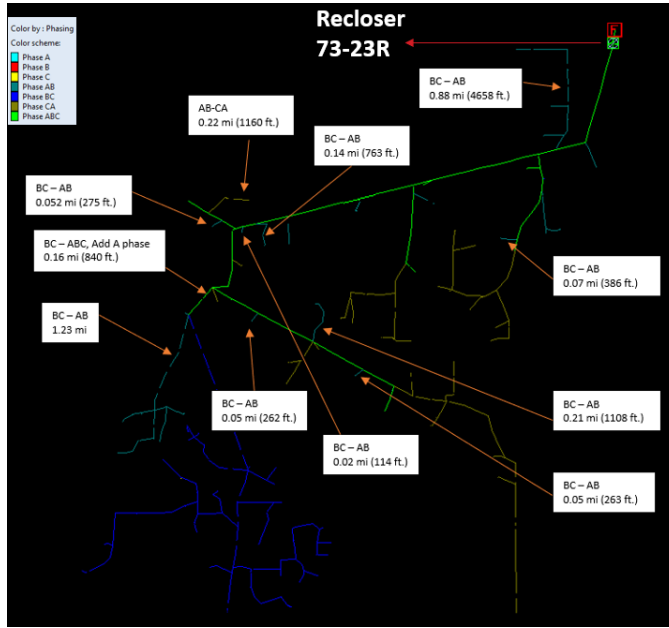 Recloser
73-23R
Color by : Phasing
Color scheme:
Phase A
Phase B
Phase C
Phase AB
Phase BC
Phase CA
Phase ABC
BC – AB
0.88 mi (4658 ft.)
AB-CA
0.22 mi (1160 ft.)
BC – AB
0.14 mi (763 ft.)
BC – AB
0.052 mi (275 ft.)
BC – ABC, Add A phase
0.16 mi (840 ft.)
BC – AB
0.07 mi (386 ft.)
BC – AB
1.23 mi
BC – AB
0.05 mi (262 ft.)
BC – AB
0.21 mi (1108 ft.)
BC – AB
0.02 mi (114 ft.)
BC – AB
0.05 mi (263 ft.)